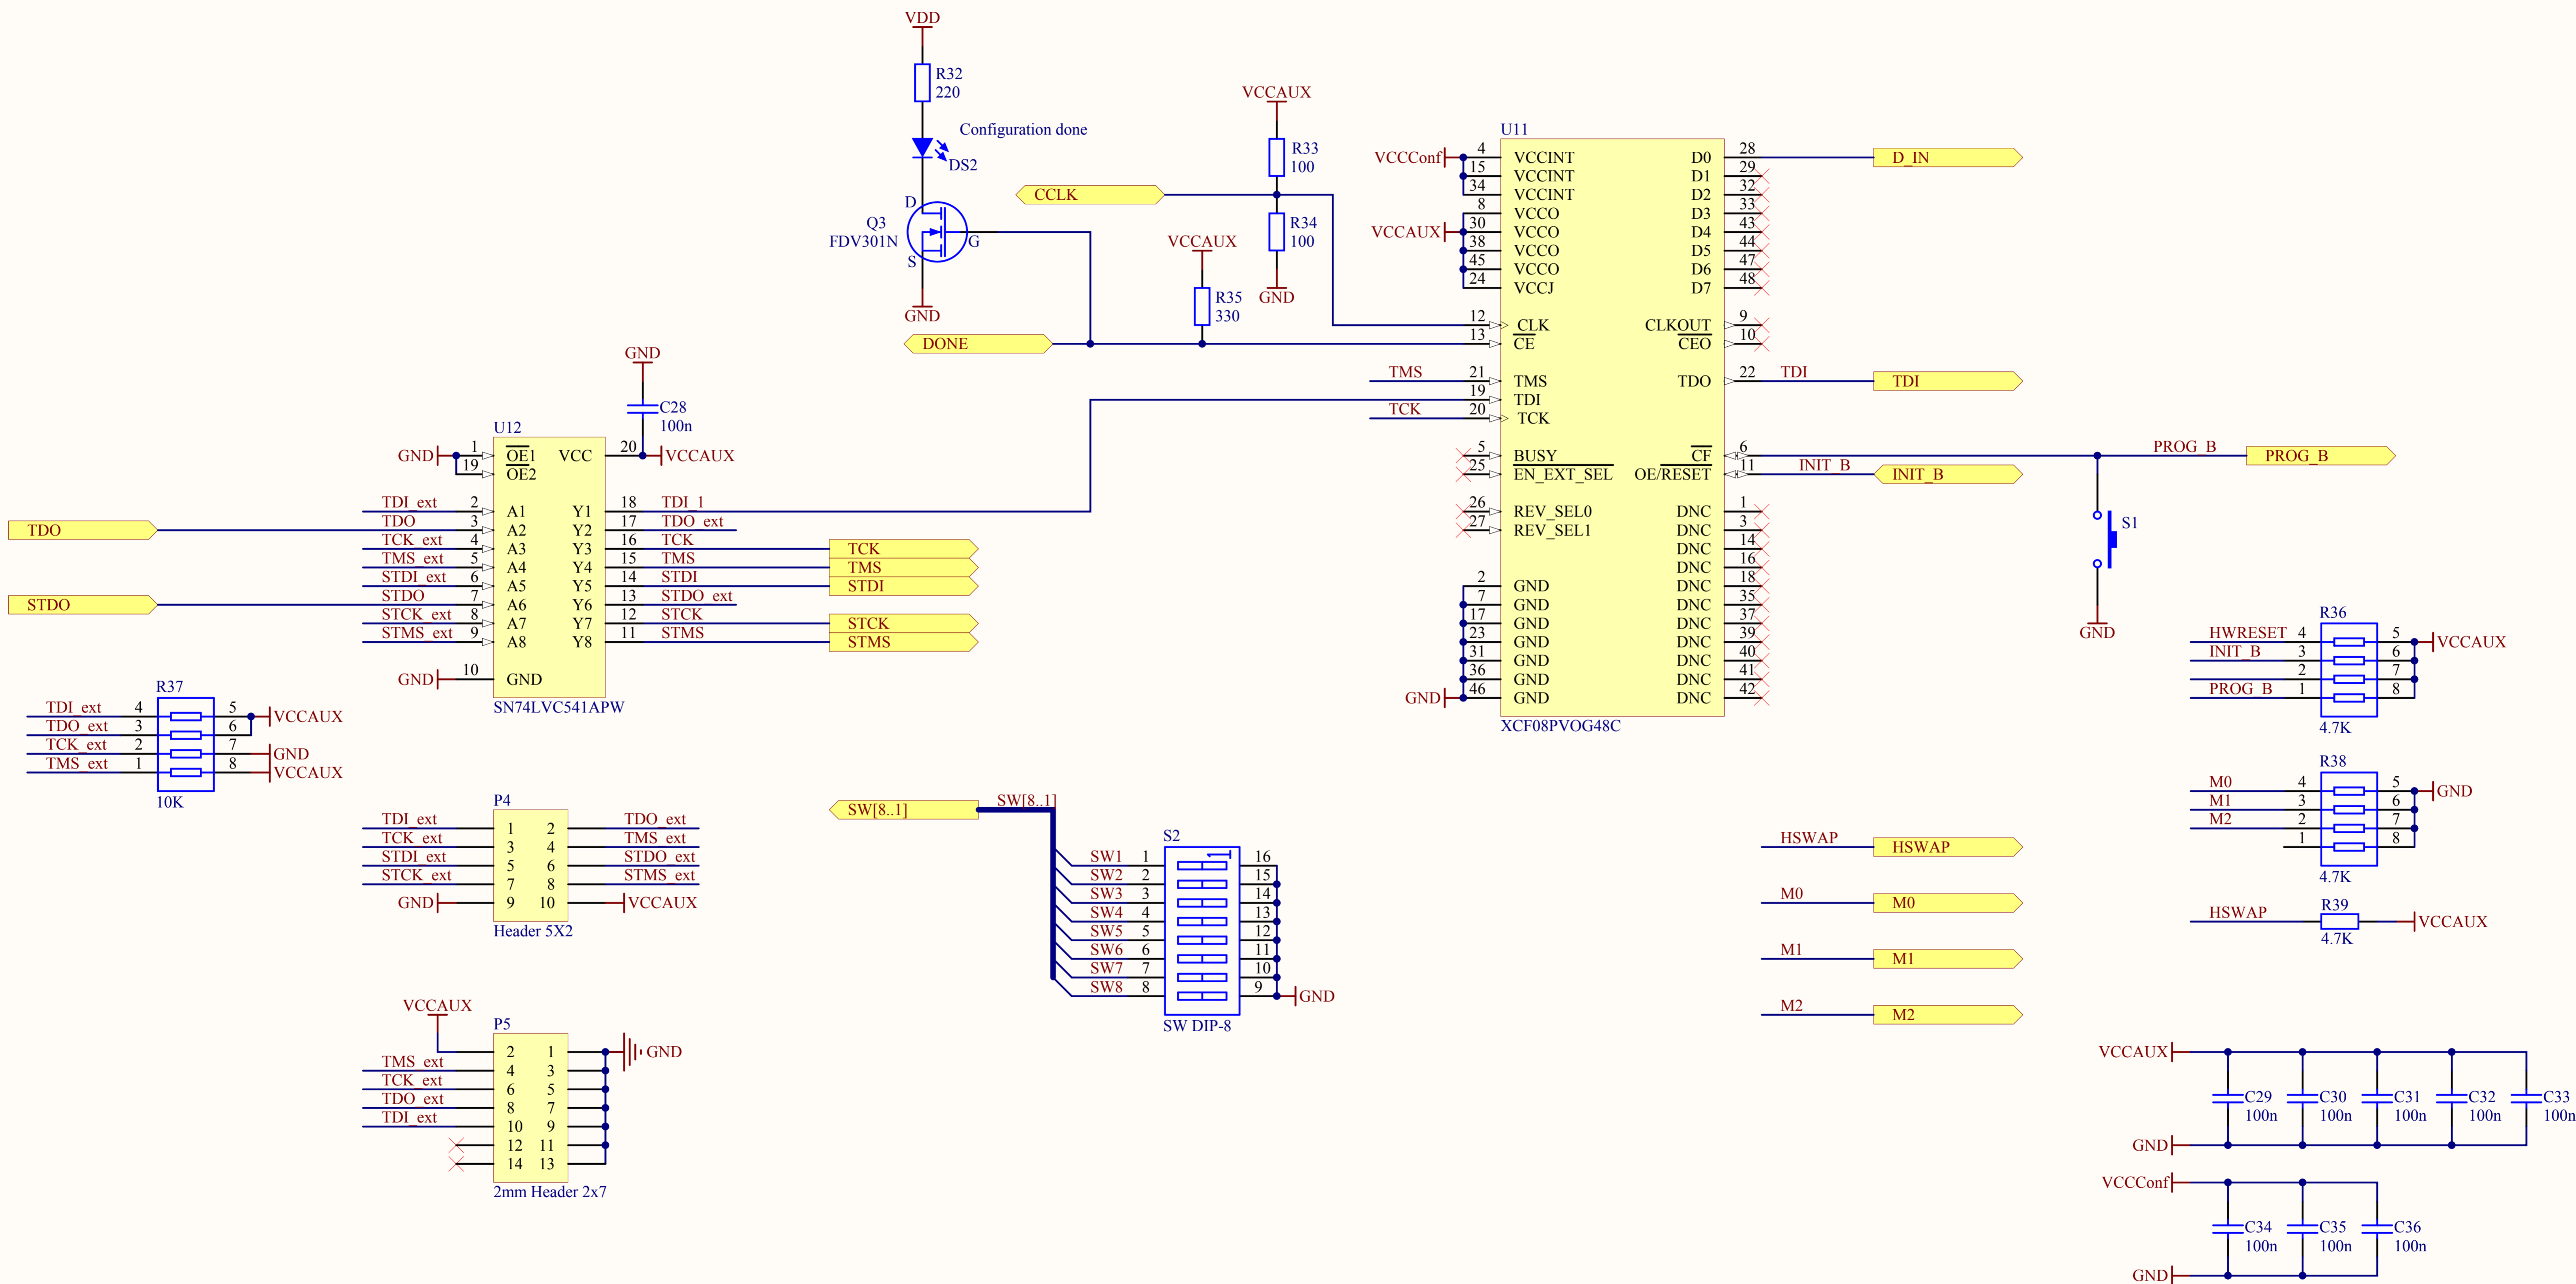 VDD
R32
220
Configuration done
DS2
D
Q3
FDV301N
G
S
GND
VCCAUX
R33
100
CCLK
R34
100
GND
VCCAUX
R35
330
DONE
U11
VCCConf
4 VCCINT D0 28 D_IN
15 VCCINT D1 29
34 VCCINT D2 32
8 VCCO D3 33
VCCAUX 30 VCCO D4 43
38 VCCO D5 44
45 VCCO D6 47
24 VCCJ D7 48
12 CLK CLKOUT 9
13 CE CEO 10
TMS 21 TMS TDO 22 TDI TDI
19 TDI
TCK 20 TCK
5 BUSY CF 6 PROG_B PROG_B
25 EN_EXT_SEL OE/RESET 11 INIT_B INIT_B
26 REV_SEL0 DNC 1
27 REV_SEL1 DNC 3
DNC 14
DNC 16
2 GND DNC 18
7 GND DNC 35
17 GND DNC 37
23 GND DNC 39
31 GND DNC 40
36 GND DNC 41
GND 46 GND DNC 42
XCF08PVOG48C
S1
GND
GND
C28
100n
U12
GND 1 OE1 VCC 20 VCCAUX
19 OE2
TDI_ext 2 A1 Y1 18 TDI_1
TDO TDO 3 A2 Y2 17 TDO_ext
TCK_ext 4 A3 Y3 16 TCK TCK
TMS_ext 5 A4 Y4 15 TMS TMS
STDI_ext 6 A5 Y5 14 STDI STDI
STDO STDO 7 A6 Y6 13 STDO_ext
STCK_ext 8 A7 Y7 12 STCK STCK
STMS_ext 9 A8 Y8 11 STMS STMS
GND 10 GND
SN74LVC541APW
R37
TDI_ext 4 5 VCCAUX
TDO_ext 3 6
TCK_ext 2 7 GND
TMS_ext 1 8 VCCAUX
10K
P4
TDI_ext 1 2 TDO_ext
TCK_ext 3 4 TMS_ext
STDI_ext 5 6 STDO_ext
STCK_ext 7 8 STMS_ext
GND 9 10 VCCAUX
Header 5X2
VCCAUX
P5
2 1 GND
TMS_ext 4 3
TCK_ext 6 5
TDO_ext 8 7
TDI_ext 10 9
12 11
14 13
2mm Header 2x7
SW[8..1] SW[8..1]
S2
1
SW1 1 16
SW2 2 15
SW3 3 14
SW4 4 13
SW5 5 12
SW6 6 11
SW7 7 10
SW8 8 9 GND
SW DIP-8
HSWAP HSWAP
M0 M0
M1 M1
M2 M2
R36
HWRESET 4 5 VCCAUX
INIT_B 3 6
2 7
PROG_B 1 8
4.7K
R38
M0 4 5 GND
M1 3 6
M2 2 7
1 8
4.7K
R39
HSWAP VCCAUX
4.7K
VCCAUX
C29 C30 C31 C32 C33
100n 100n 100n 100n 100n
GND
VCCConf
C34 C35 C36
100n 100n 100n
GND